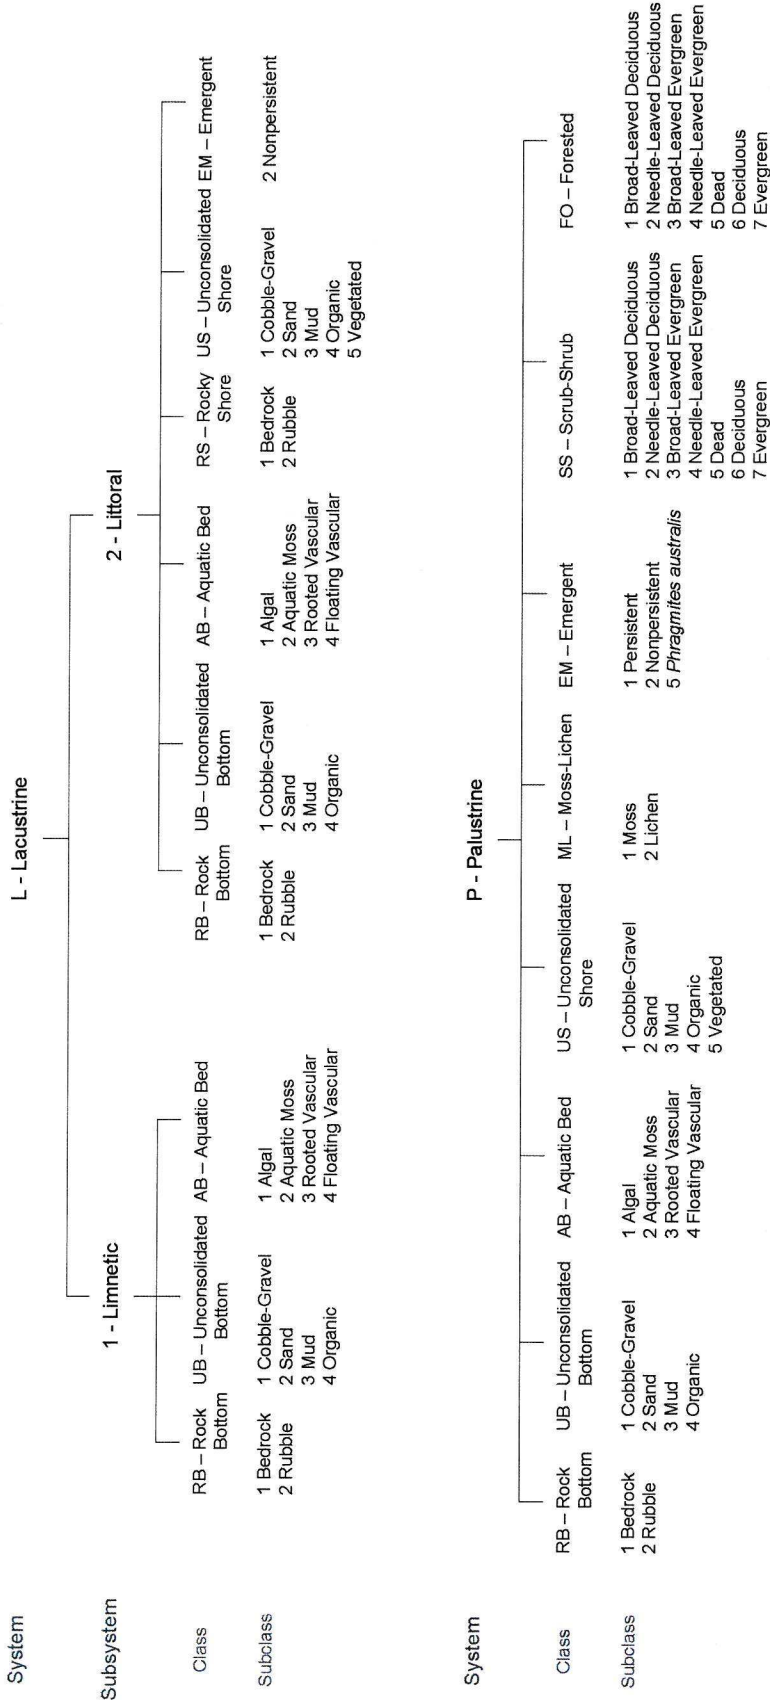 System
L - Lacustrine
Subsystem
1 - Limnetic
2 - Littoral
Class
RB – Rock
Bottom
UB – Unconsolidated
Bottom
AB – Aquatic Bed
RB – Rock
Bottom
UB – Unconsolidated
Bottom
AB – Aquatic Bed
RS – Rocky
Shore
US – Unconsolidated
Shore
EM – Emergent
Subclass
1 Bedrock
2 Rubble
1 Cobble-Gravel
2 Sand
3 Mud
4 Organic
1 Algal
2 Aquatic Moss
3 Rooted Vascular
4 Floating Vascular
1 Bedrock
2 Rubble
1 Cobble-Gravel
2 Sand
3 Mud
4 Organic
1 Algal
2 Aquatic Moss
3 Rooted Vascular
4 Floating Vascular
1 Bedrock
2 Rubble
1 Cobble-Gravel
2 Sand
3 Mud
4 Organic
5 Vegetated
2 Nonpersistent
System
P - Palustrine
Class
RB – Rock
Bottom
UB – Unconsolidated
Bottom
AB – Aquatic Bed
US – Unconsolidated
Shore
ML – Moss-Lichen
EM – Emergent
SS – Scrub-Shrub
FO – Forested
Subclass
1 Bedrock
2 Rubble
1 Cobble-Gravel
2 Sand
3 Mud
4 Organic
1 Algal
2 Aquatic Moss
3 Rooted Vascular
4 Floating Vascular
1 Cobble-Gravel
2 Sand
3 Mud
4 Organic
5 Vegetated
1 Moss
2 Lichen
1 Persistent
2 Nonpersistent
5 Phragmites australis
1 Broad-Leaved Deciduous
2 Needle-Leaved Deciduous
3 Broad-Leaved Evergreen
4 Needle-Leaved Evergreen
5 Dead
6 Deciduous
7 Evergreen
1 Broad-Leaved Deciduous
2 Needle-Leaved Deciduous
3 Broad-Leaved Evergreen
4 Needle-Leaved Evergreen
5 Dead
6 Deciduous
7 Evergreen